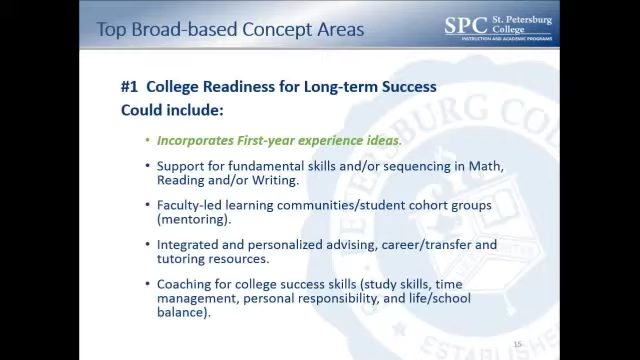 Top Broad-based Concept Areas
SPC St. Petersburg
College
INSTRUCTION AND ACADEMIC PROGRAMS
#1 College Readiness for Long-term Success
Could include:
• Incorporates First-year experience ideas.
• Support for fundamental skills and/or sequencing in Math,
Reading and/or Writing.
• Faculty-led learning communities/student cohort groups
(mentoring).
• Integrated and personalized advising, career/transfer and
tutoring resources.
• Coaching for college success skills (study skills, time
management, personal responsibility, and life/school
balance).
15